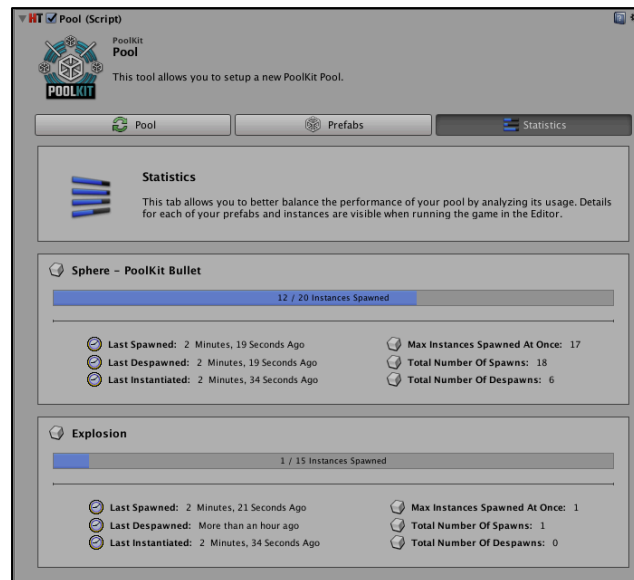 HT Pool (Script)
PoolKit
Pool
This tool allows you to setup a new PoolKit Pool.
POOLKIT
Pool
Prefabs
Statistics
Statistics
This tab allows you to better balance the performance of your pool by analyzing its usage. Details
for each of your prefabs and instances are visible when running the game in the Editor.
Sphere - PoolKit Bullet
12 / 20 Instances Spawned
Last Spawned: 2 Minutes, 19 Seconds Ago
Max Instances Spawned At Once: 17
Last Despawned: 2 Minutes, 19 Seconds Ago
Total Number Of Spawns: 18
Last Instantiated: 2 Minutes, 34 Seconds Ago
Total Number Of Despawns: 6
Explosion
1 / 15 Instances Spawned
Last Spawned: 2 Minutes, 21 Seconds Ago
Max Instances Spawned At Once: 1
Last Despawned: More than an hour ago
Total Number Of Spawns: 1
Last Instantiated: 2 Minutes, 34 Seconds Ago
Total Number Of Despawns: 0